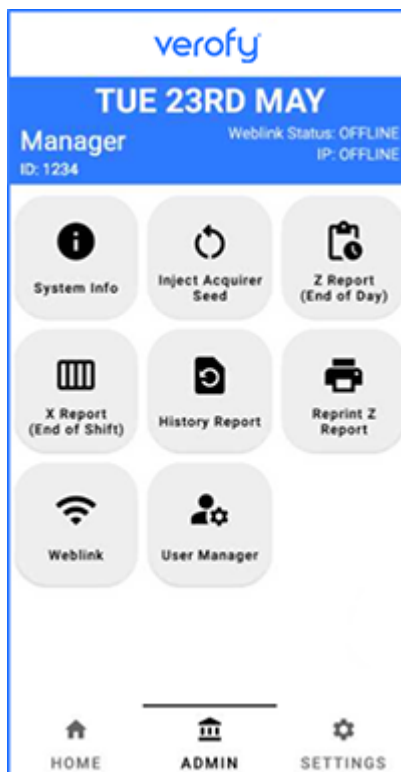 verofy
TUE 23RD MAY
Manager
Weblink Status: OFFLINE
ID: 1234
IP: OFFLINE
System Info
Inject Acquirer
Seed
Z Report
(End of Day)
X Report
(End of Shift)
History Report
Reprint Z
Report
Weblink
User Manager
HOME
ADMIN
SETTINGS